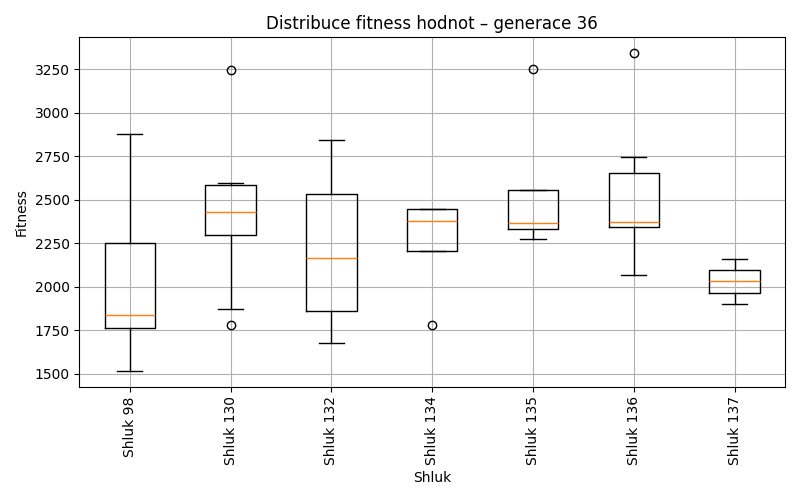 Distribuce fitness hodnot – generace 36
Fitness
3250
3000
2750
2500
2250
2000
1750
1500
Shluk 98
Shluk 130
Shluk 132
Shluk 134
Shluk 135
Shluk 136
Shluk 137
Shluk